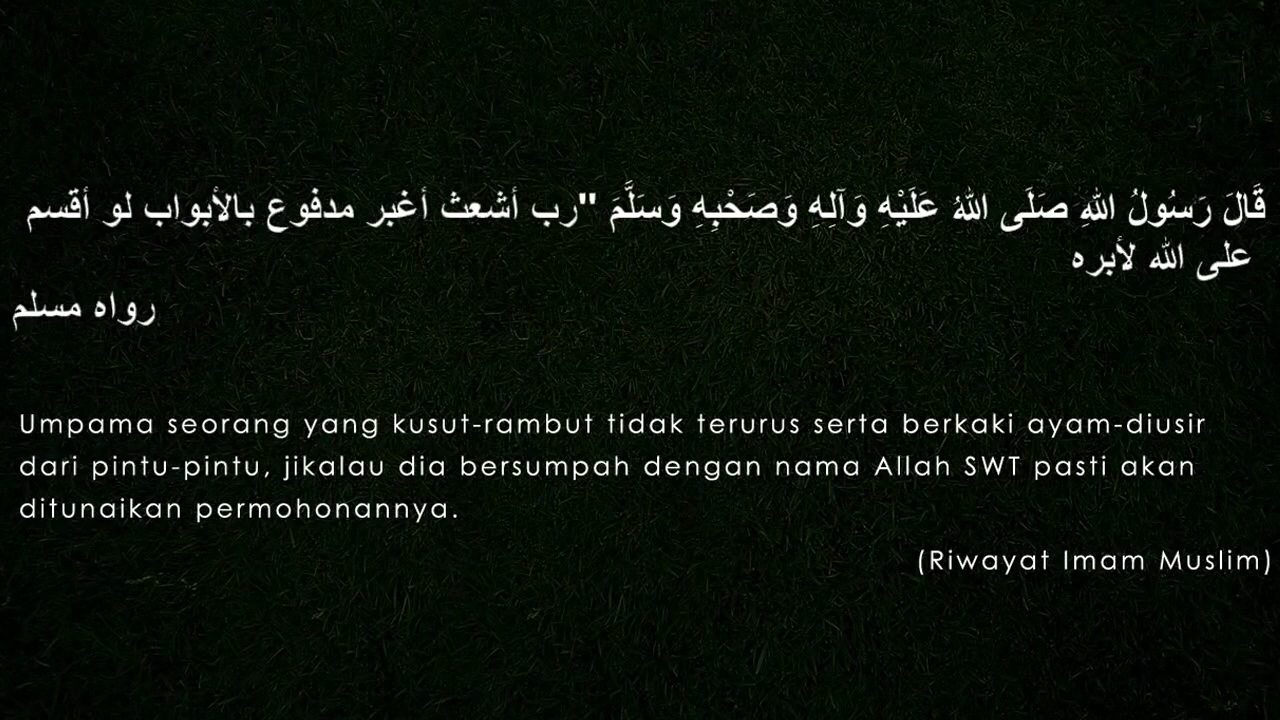 قَالَ رَسُولُ اللهِ صَلَى اللهُ عَلَيْهِ وَآلِهِ وَصَحْبِهِ وَسَلَّمَ "رب أشعث أغبر مدفوع بالأبواب لو أقسم
على الله لأبره
رواه مسلم
Umpama seorang yang kusut-rambut tidak terurus serta berkaki ayam-diusir
dari pintu-pintu, jikalau dia bersumpah dengan nama Allah SWT pasti akan
ditunaikan permohonannya.
(Riwayat Imam Muslim)